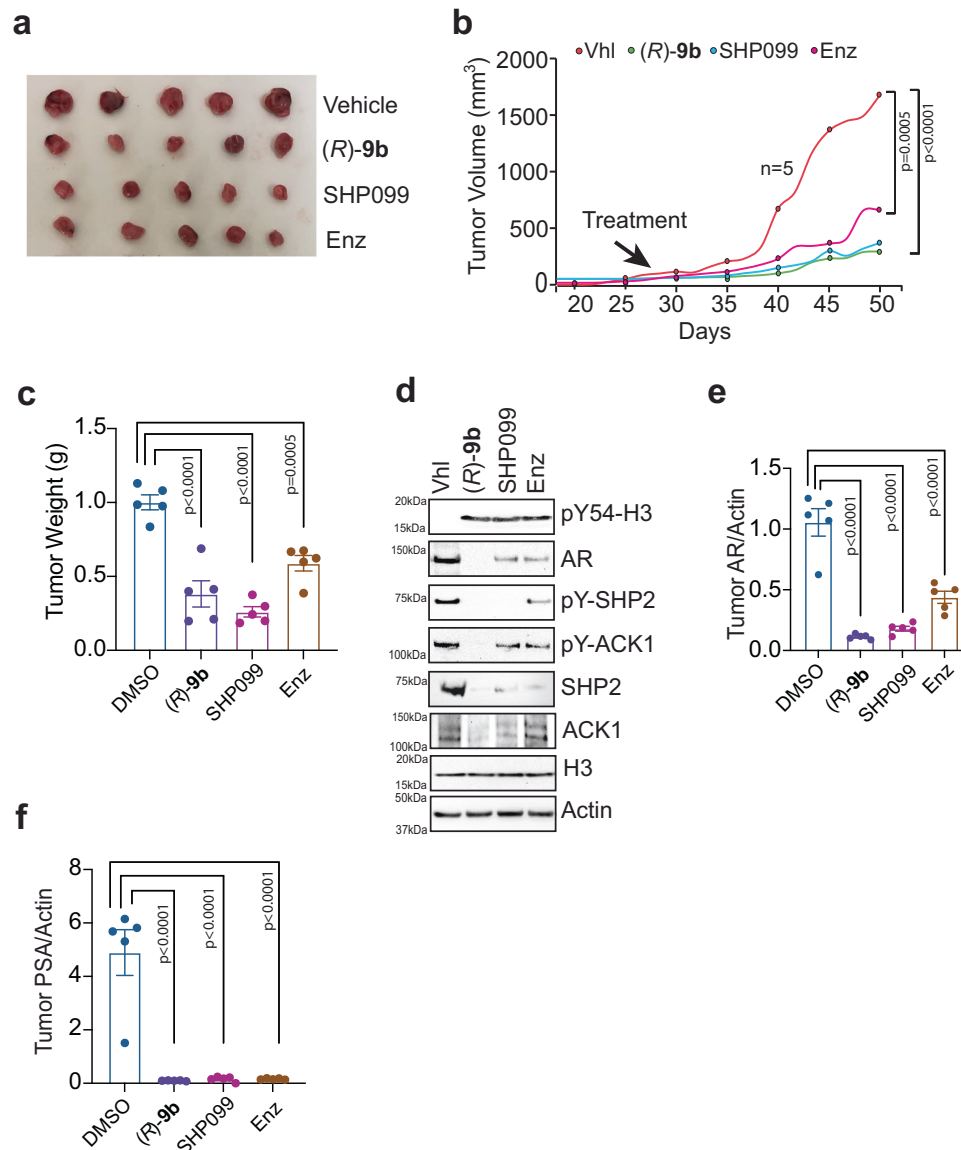 a
Vehicle
(R)-9b
SHP099
Enz
b
Vhl (R)-9b SHP099 Enz
Tumor Volume (mm3)
2000
1500
1000
500
0
n=5
Treatment
p=0.0005
p<0.0001
20 25 30 35 40 45 50
Days
c
Tumor Weight (g)
1.5
1.0
0.5
0.0
p<0.0001
p<0.0001
p=0.0005
DMSO
(R)-9b
SHP099
Enz
d
Vhl
(R)-9b
SHP099
Enz
20kDa
15kDa
pY54-H3
150kDa
AR
75kDa
pY-SHP2
100kDa
pY-ACK1
75kDa
SHP2
150kDa
100kDa
ACK1
20kDa
15kDa
H3
50kDa
37kDa
Actin
e
Tumor AR/Actin
1.5
1.0
0.5
0.0
p<0.0001
p<0.0001
p<0.0001
DMSO
(R)-9b
SHP099
Enz
f
Tumor PSA/Actin
8
6
4
2
0
p<0.0001
p<0.0001
p<0.0001
DMSO
(R)-9b
SHP099
Enz